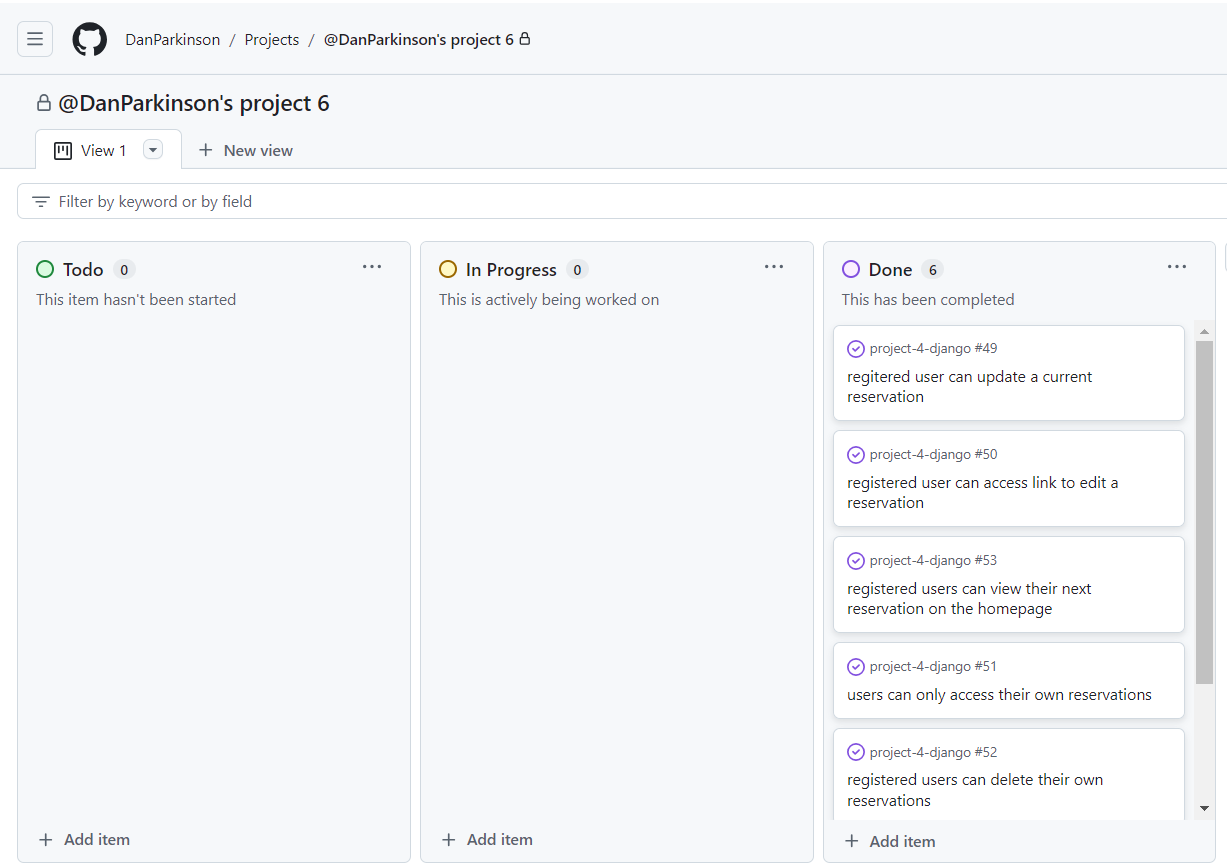 DanParkinson / Projects / @DanParkinson's project 6
@DanParkinson's project 6
View 1
New view
Filter by keyword or by field
Todo 0
This item hasn't been started
Add item
In Progress 0
This is actively being worked on
Add item
Done 6
This has been completed
project-4-django #49
regitered user can update a current
reservation
project-4-django #50
registered user can access link to edit a
reservation
project-4-django #53
registered users can view their next
reservation on the homepage
project-4-django #51
users can only access their own reservations
project-4-django #52
registered users can delete their own
reservations
Add item